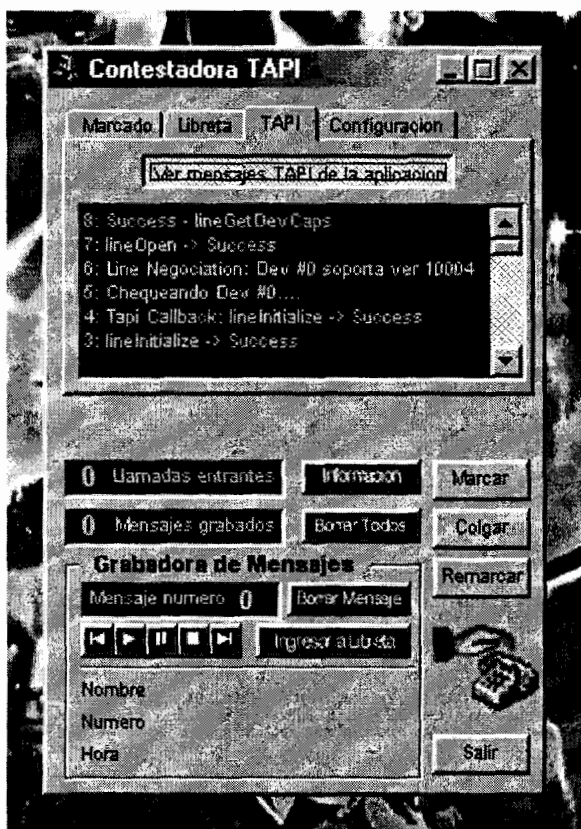 Contestadora TAPI
Marcado Libreta TAPI Configuracion
Ver mensajes TAPI de la aplicacion
8: Success - lineGetDevCaps
7: lineOpen -> Success
6: Line Negociation: Dev #0 soporta ver 10004
5: Chequeando Dev #0....
4: Tapi Callback: lineInitialize -> Success
3: lineInitialize -> Success
0 Llamadas entrantes Informacion Marcar
0 Mensajes grabados Borrar Todos Colgar
Grabadora de Mensajes Remarcar
Mensaje numero 0 Borrar Mensaje
Ingresar a Libreta
Nombre
Numero
Hora Salir